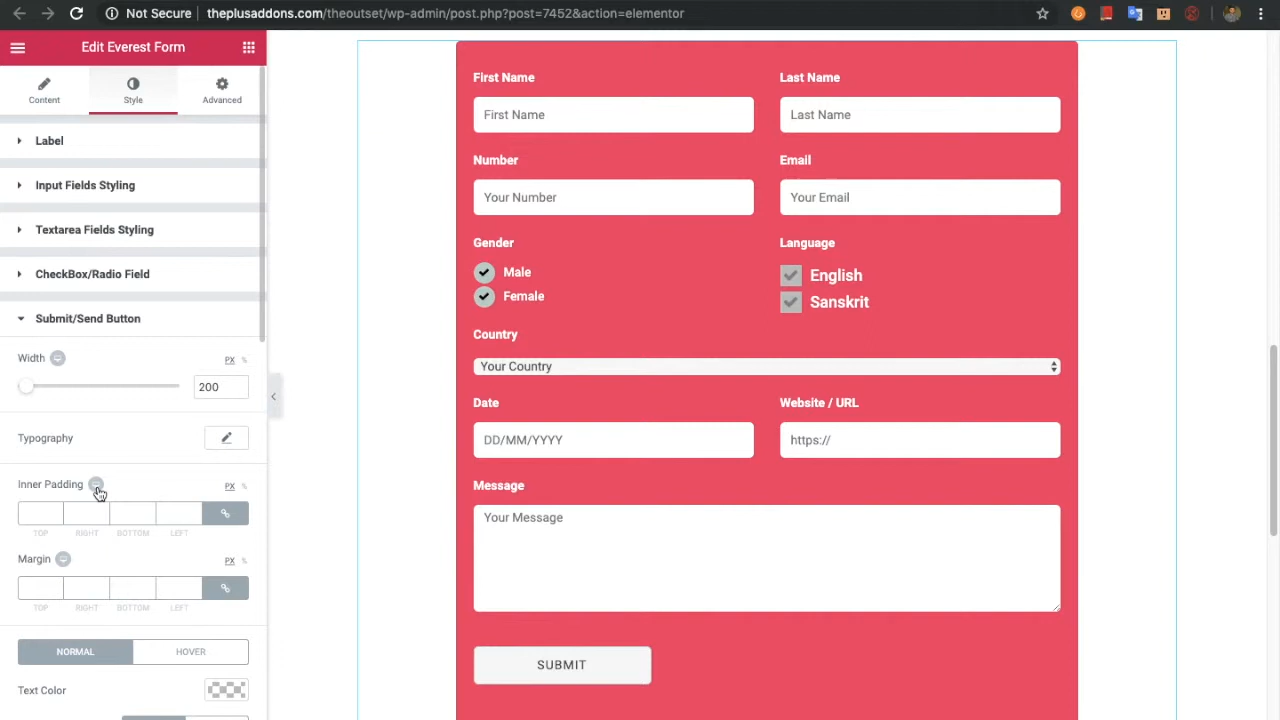 Not Secure theplusaddons.com/theoutset/wp-admin/post.php?post=7452&action=elementor
Edit Everest Form
Content Style Advanced
Label
Input Fields Styling
Textarea Fields Styling
CheckBox/Radio Field
Submit/Send Button
Width PX %
200
Typography
Inner Padding PX %
TOP RIGHT BOTTOM LEFT
Margin PX %
TOP RIGHT BOTTOM LEFT
NORMAL HOVER
Text Color
First Name Last Name
First Name Last Name
Number Email
Your Number Your Email
Gender Language
Male English
Female Sanskrit
Country
Your Country
Date Website / URL
DD/MM/YYYY https://
Message
Your Message
SUBMIT